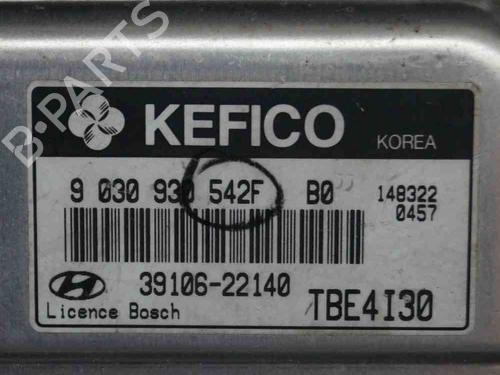 B-PARTS
KEFICO
KOREA
9 030 930 542F B0
148322
0457
39106-22140
Licence Bosch
TBE4I30